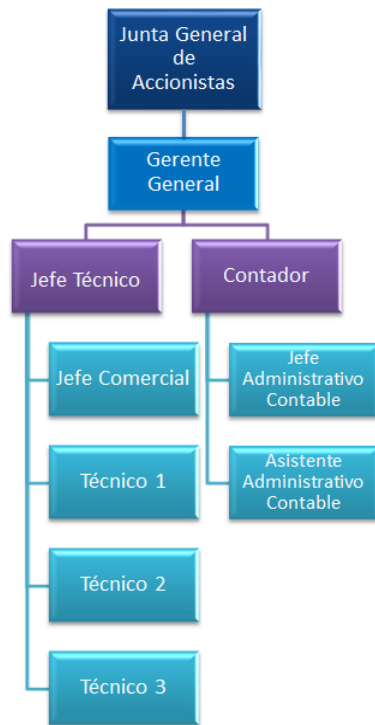 Junta General
de
Accionistas
Gerente
General
Jefe Técnico
Contador
Jefe Comercial
Técnico 1
Técnico 2
Técnico 3
Jefe
Administrativo
Contable
Asistente
Administrativo
Contable